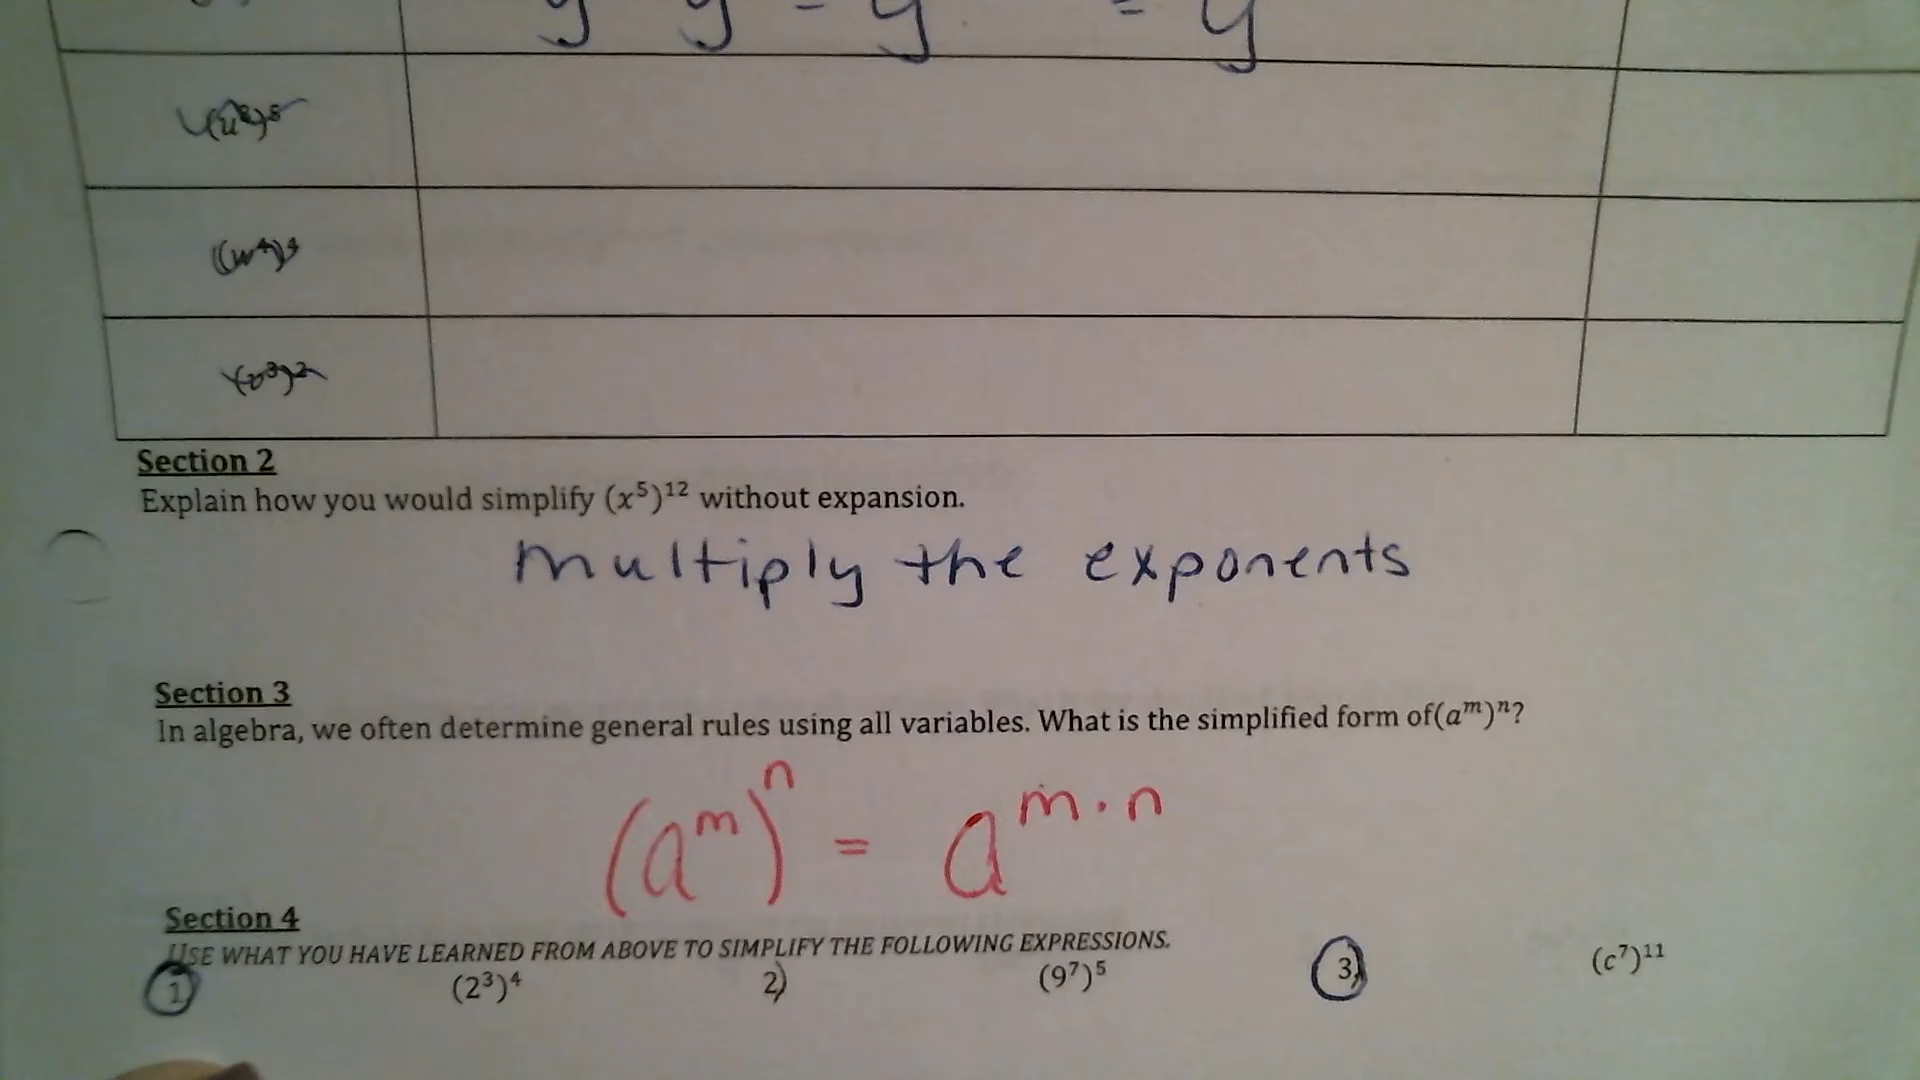 y y = y = y
(w⁴)⁴
Section 2
Explain how you would simplify (x⁵)¹² without expansion.
multiply the exponents
Section 3
In algebra, we often determine general rules using all variables. What is the simplified form of(aᵐ)ⁿ?
(aᵐ)ⁿ = aᵐ·ⁿ
Section 4
USE WHAT YOU HAVE LEARNED FROM ABOVE TO SIMPLIFY THE FOLLOWING EXPRESSIONS.
1 (2³)⁴ 2) (9⁷)⁵ 3) (c⁷)¹¹